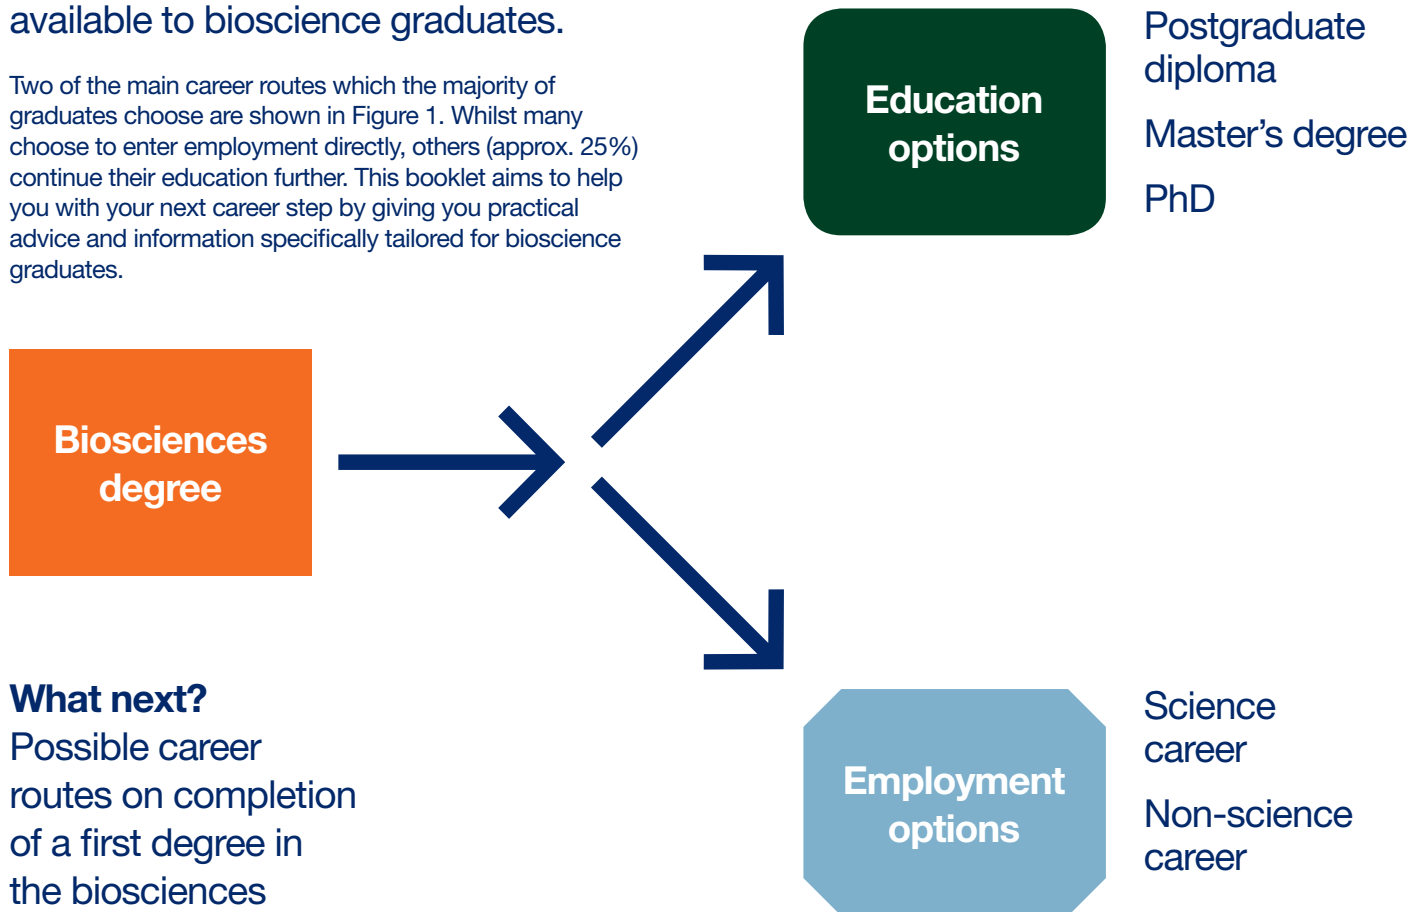 available to bioscience graduates.
Two of the main career routes which the majority of
graduates choose are shown in Figure 1. Whilst many
choose to enter employment directly, others (approx. 25%)
continue their education further. This booklet aims to help
you with your next career step by giving you practical
advice and information specifically tailored for bioscience
graduates.
Biosciences
degree
What next?
Possible career
routes on completion
of a first degree in
the biosciences
Education
options
Postgraduate
diploma
Master's degree
PhD
Employment
options
Science
career
Non-science
career